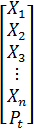 X₁
X₂
X₃
⋮
Xₙ
Pₜ